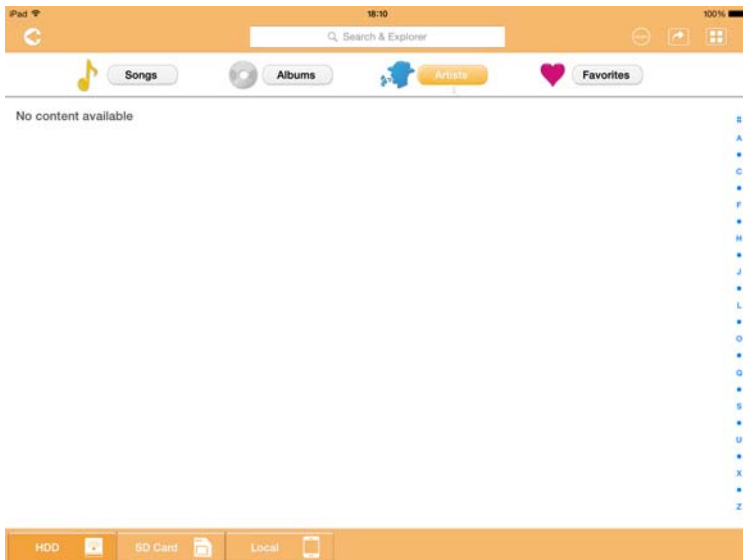 iPad 18:10 100%
Search & Explorer
Songs Albums Artists Favorites
No content available
#
A
C
F
H
J
L
O
Q
S
U
X
Z
HDD SD Card Local